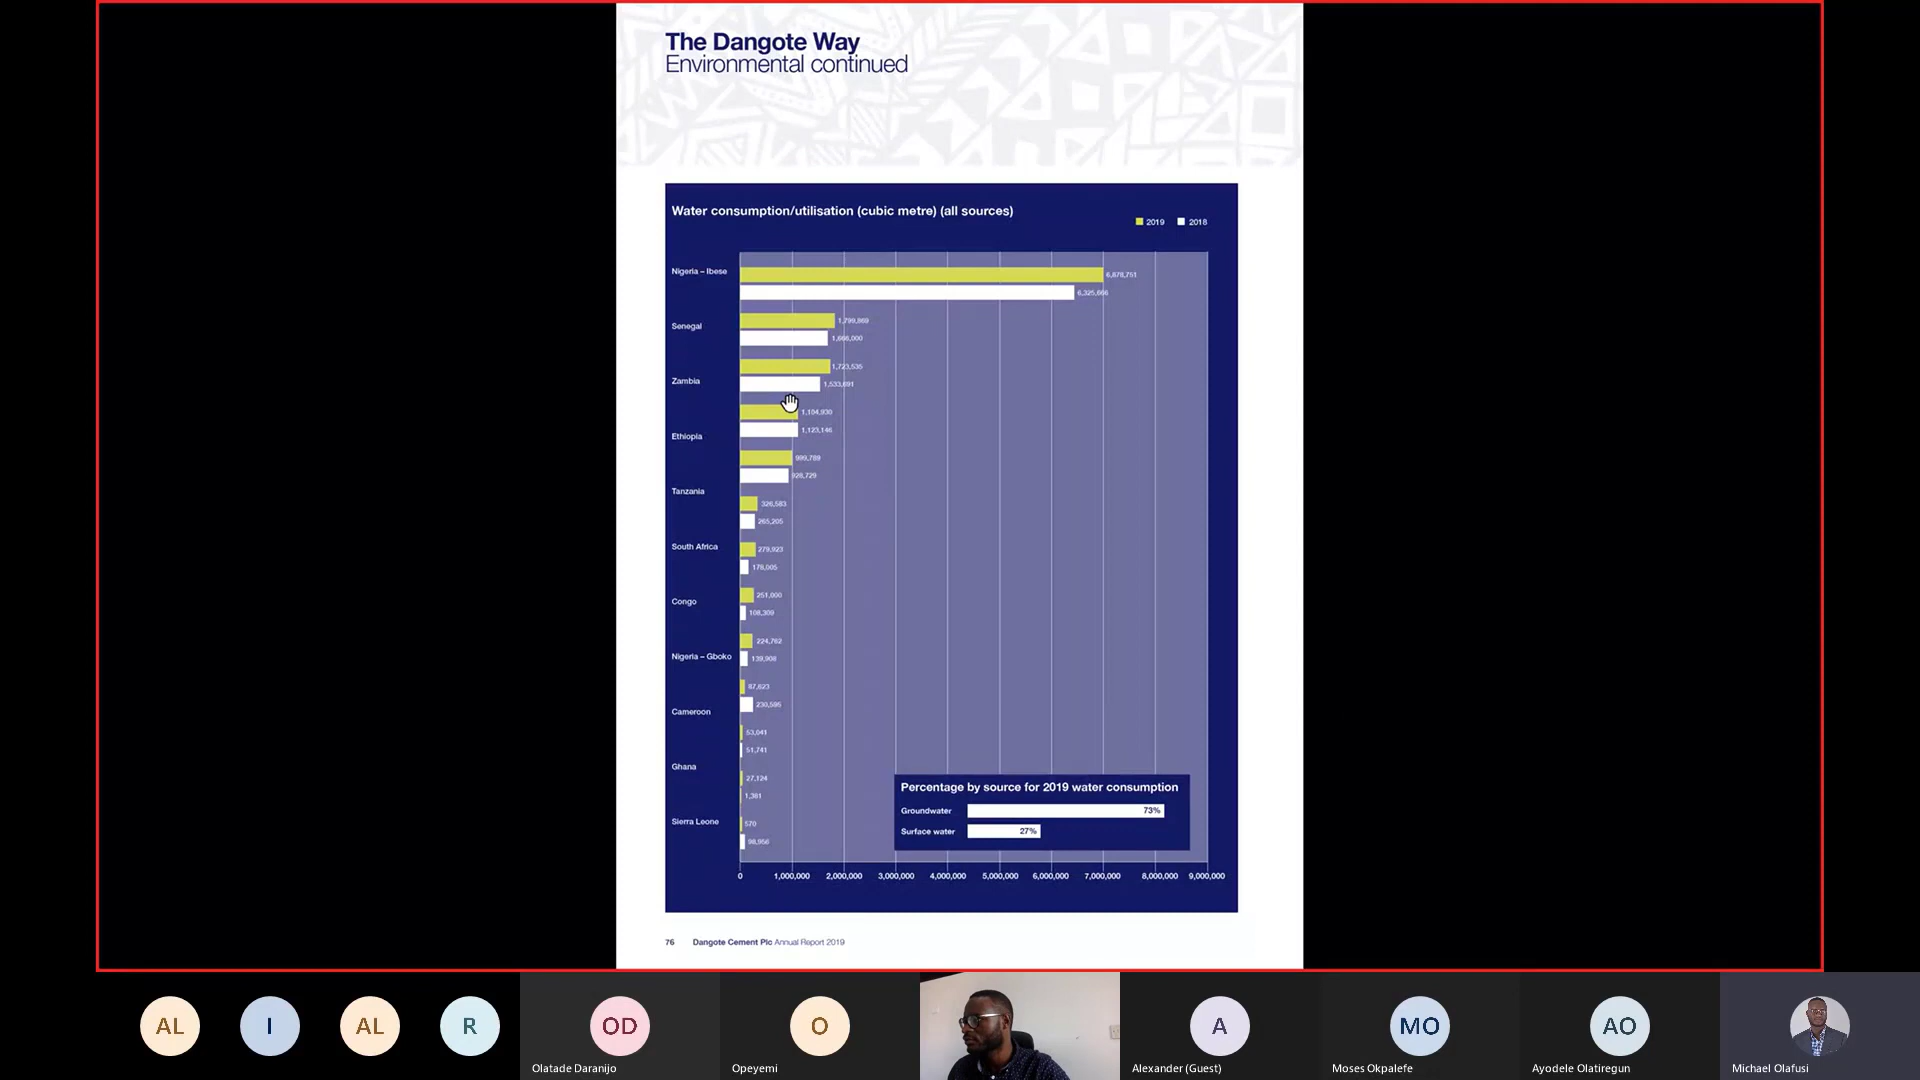 The Dangote Way
Environmental continued
Water consumption/utilisation (cubic metre) (all sources)
2019 2018
Nigeria – Ibese
6,878,751
6,325,666
Senegal
1,799,869
1,666,000
Zambia
1,723,535
1,533,691
Ethiopia
1,104,930
1,123,146
999,789
928,729
Tanzania
326,583
265,205
South Africa
279,923
178,005
Congo
251,000
108,309
Nigeria – Gboko
224,762
139,908
Cameroon
87,823
230,595
53,041
51,741
Ghana
27,124
1,381
Sierra Leone
570
98,956
Percentage by source for 2019 water consumption
Groundwater 73%
Surface water 27%
0 1,000,000 2,000,000 3,000,000 4,000,000 5,000,000 6,000,000 7,000,000 8,000,000 9,000,000
76 Dangote Cement Plc Annual Report 2019
AL I AL R OD O A MO AO
Olatade Daranijo Opeyemi Alexander (Guest) Moses Okpalefe Ayodele Olatiregun Michael Olafusi